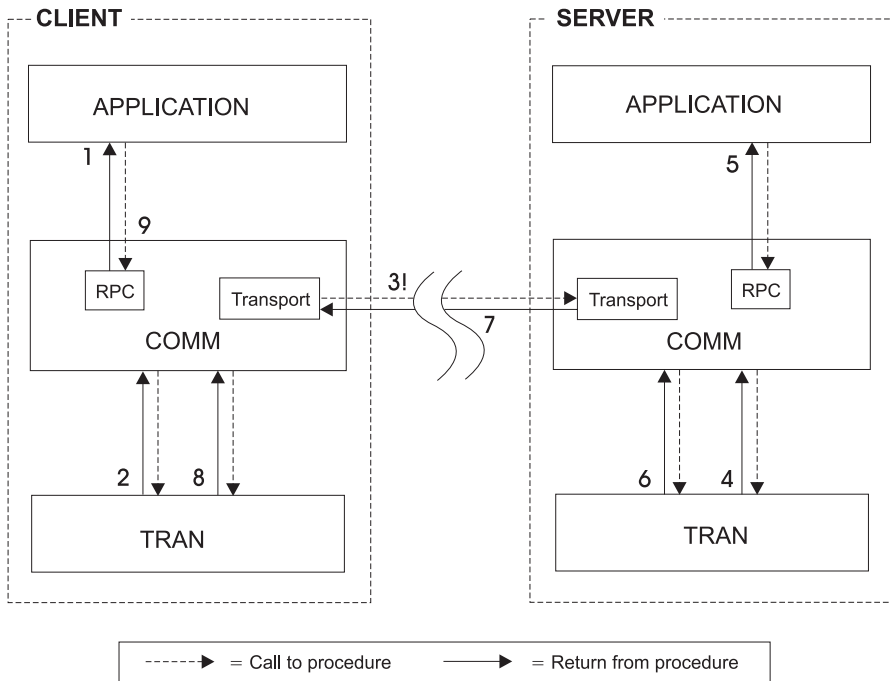 CLIENT
SERVER
APPLICATION
APPLICATION
1
5
9
3!
RPC
Transport
Transport
RPC
7
COMM
COMM
2
8
6
4
TRAN
TRAN
= Call to procedure
= Return from procedure